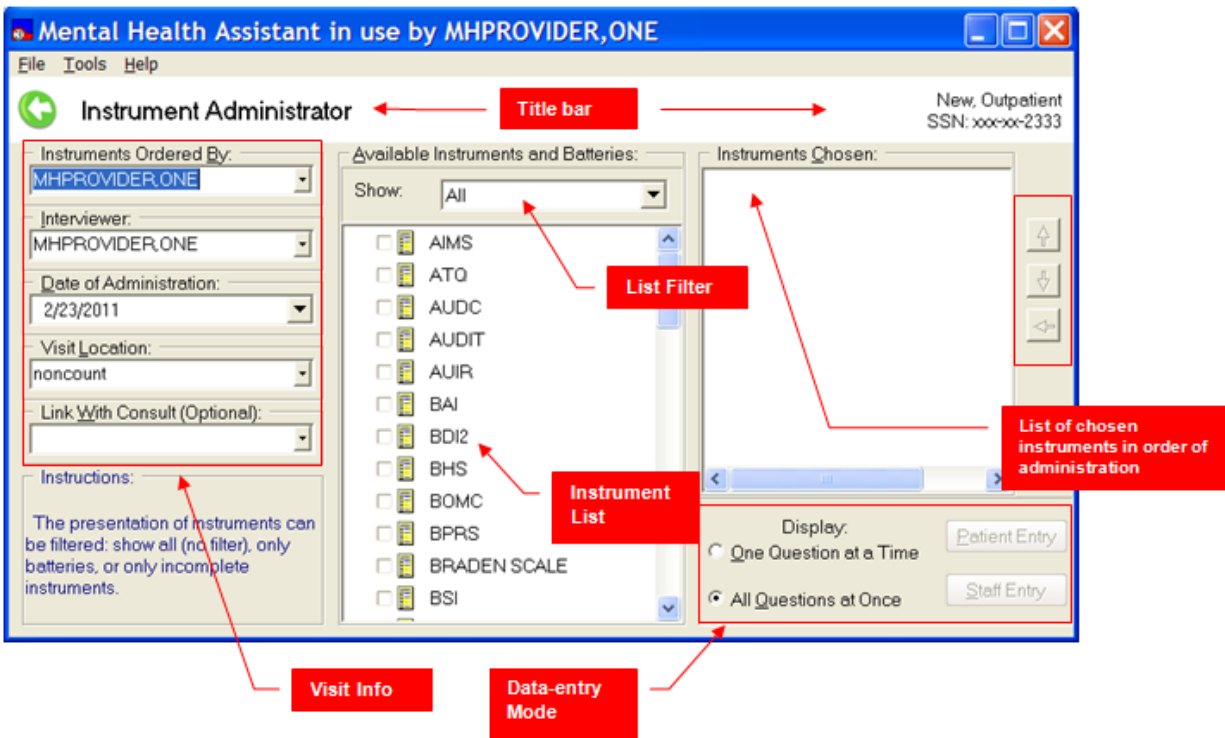 Mental Health Assistant in use by MHPROVIDER,ONE
File Tools Help
Instrument Administrator
Title bar
New, Outpatient
SSN: xxx-xx-2333
Instruments Ordered By:
MHPROVIDER,ONE
Interviewer:
MHPROVIDER,ONE
Date of Administration:
2/23/2011
Visit Location:
noncount
Link With Consult (Optional):
Instructions:
The presentation of instruments can
be filtered: show all (no filter), only
batteries, or only incomplete
instruments.
Available Instruments and Batteries:
Show: All
AIMS
ATQ
AUDC
AUDIT
AUIR
BAI
BDI2
BHS
BOMC
BPRS
BRADEN SCALE
BSI
List Filter
Instrument
List
Instruments Chosen:
List of chosen
instruments in order of
administration
Display:
One Question at a Time
All Questions at Once
Patient Entry
Staff Entry
Visit Info
Data-entry
Mode